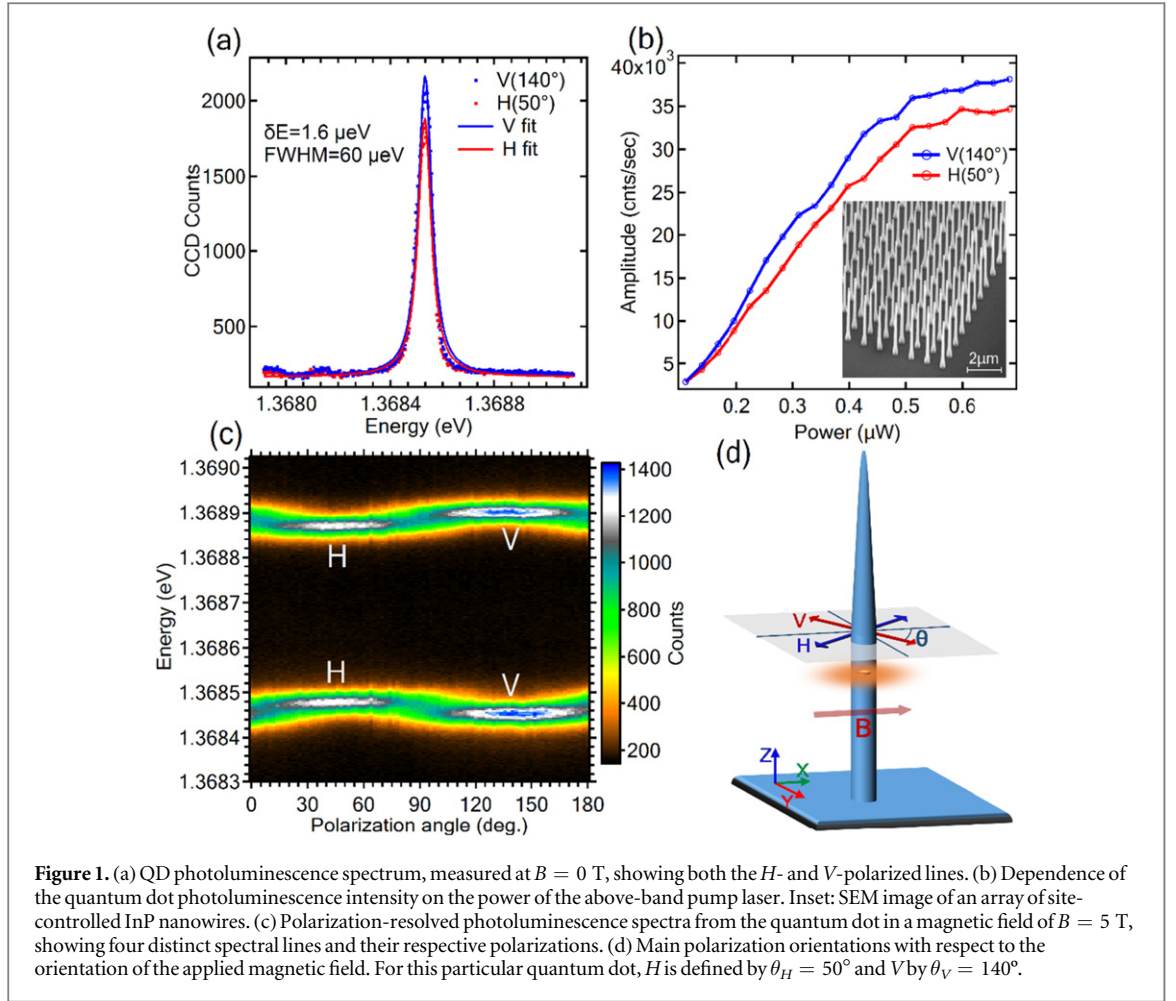 (a)
2000
1500
1000
500
CCD Counts
δE=1.6 µeV
FWHM=60 µeV
V(140°)
H(50°)
V fit
H fit
1.3680
1.3684
1.3688
Energy (eV)
(b)
40x10³
35
30
25
20
15
10
5
Amplitude (cnts/sec)
V(140°)
H(50°)
2µm
0.2
0.3
0.4
0.5
0.6
Power (µW)
(c)
1.3690
1.3689
1.3688
1.3687
1.3686
1.3685
1.3684
1.3683
Energy (eV)
H
V
H
V
0
30
60
90
120
150
180
Polarization angle (deg.)
1400
1200
1000
800
600
400
200
Counts
(d)
V
H
θ
B
Z
X
Y
Figure 1. (a) QD photoluminescence spectrum, measured at B = 0 T, showing both the H- and V-polarized lines. (b) Dependence of
the quantum dot photoluminescence intensity on the power of the above-band pump laser. Inset: SEM image of an array of site-
controlled InP nanowires. (c) Polarization-resolved photoluminescence spectra from the quantum dot in a magnetic field of B = 5 T,
showing four distinct spectral lines and their respective polarizations. (d) Main polarization orientations with respect to the
orientation of the applied magnetic field. For this particular quantum dot, H is defined by θ_H = 50° and V by θ_V = 140°.